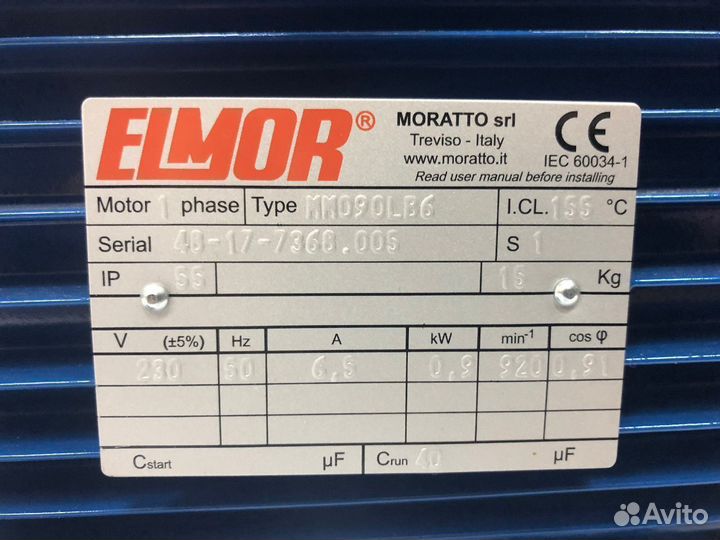 ELMOR®
MORATTO srl
Treviso - Italy
www.moratto.it
Read user manual before installing
CE
IEC 60034-1
Motor 1 phase Type MM090LB6 I.CL. 155 °C
Serial 48-17-7368.005 S 1
IP 55 15 Kg
V (±5%) Hz A kW min-1 cos φ
230 50 6,5 0,9 920 0,91
Cstart µF Crun 40 µF
Avito